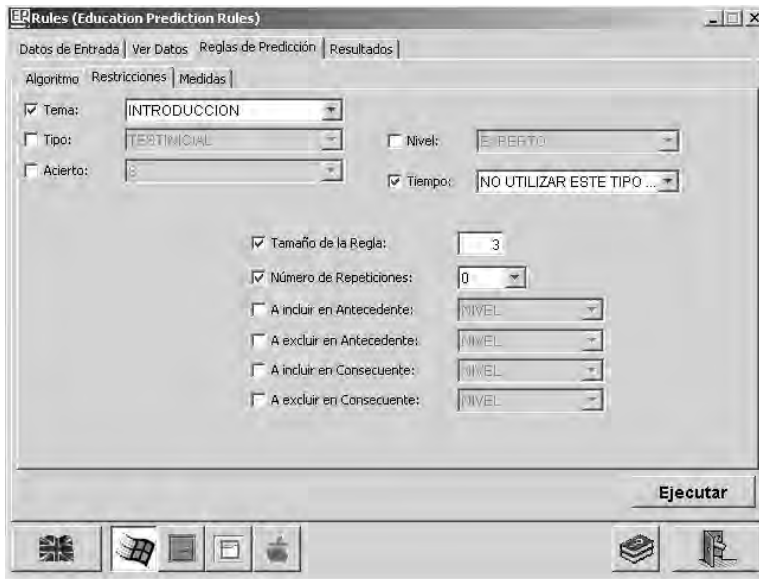 EPRules (Education Prediction Rules)
Datos de Entrada Ver Datos Reglas de Predicción Resultados
Algoritmo Restricciones Medidas
Tema: INTRODUCCION
Tipo: TESTINICIAL Nivel: EXPERTO
Acierto:
Tiempo: NO UTILIZAR ESTE TIPO ...
Tamaño de la Regla: 3
Número de Repeticiones: 0
A incluir en Antecedente: NIVEL
A excluir en Antecedente: NIVEL
A incluir en Consecuente: NIVEL
A excluir en Consecuente: NIVEL
Ejecutar